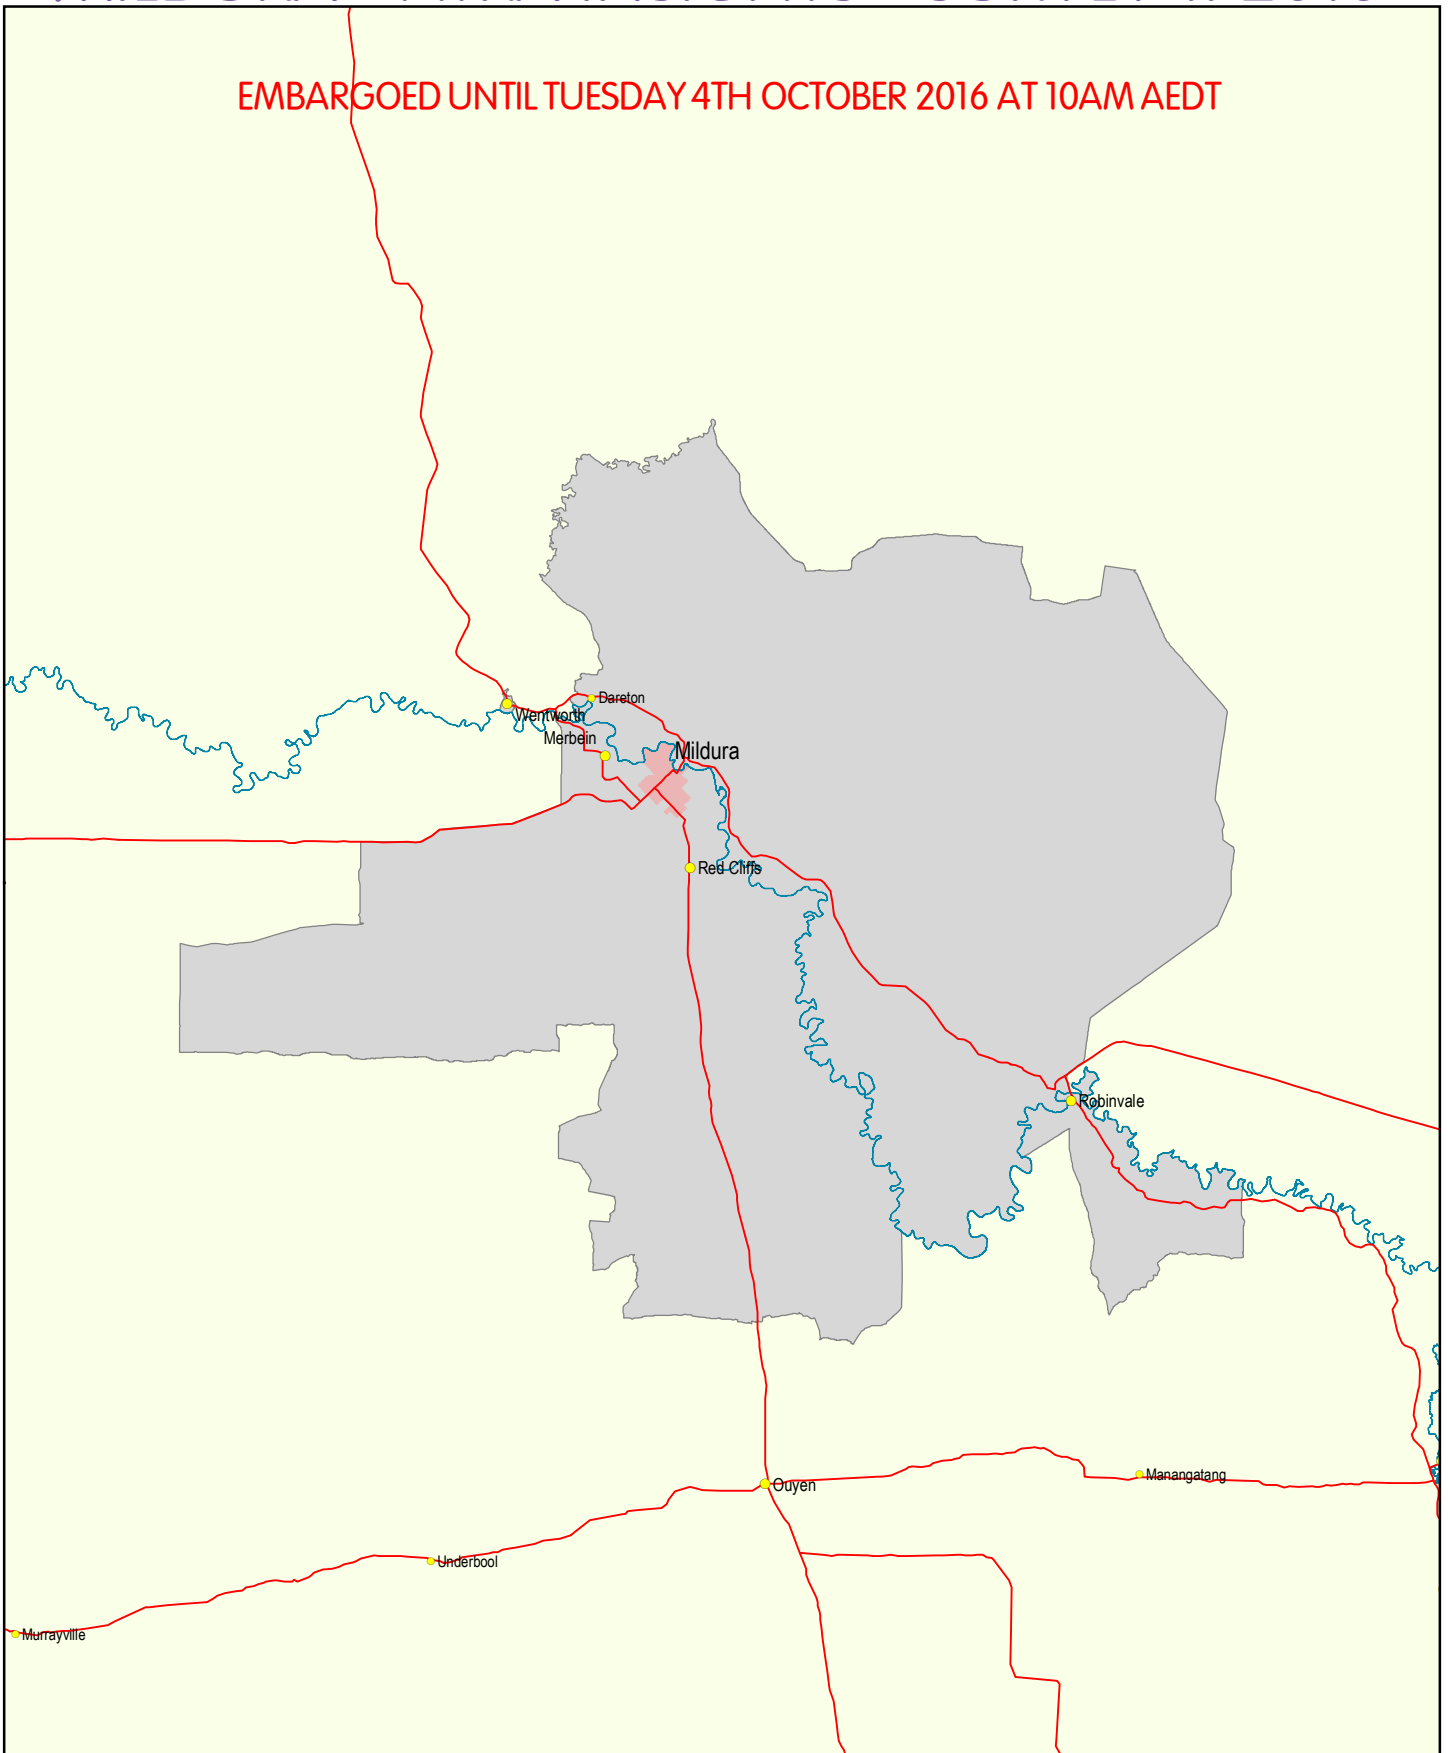 EMBARGOED UNTIL TUESDAY 4TH OCTOBER 2016 AT 10AM AEDT
Dareton
Wentworth
Merbein
Mildura
Red Cliffs
Robinvale
Manangatang
Ouyen
Underbool
Murrayville